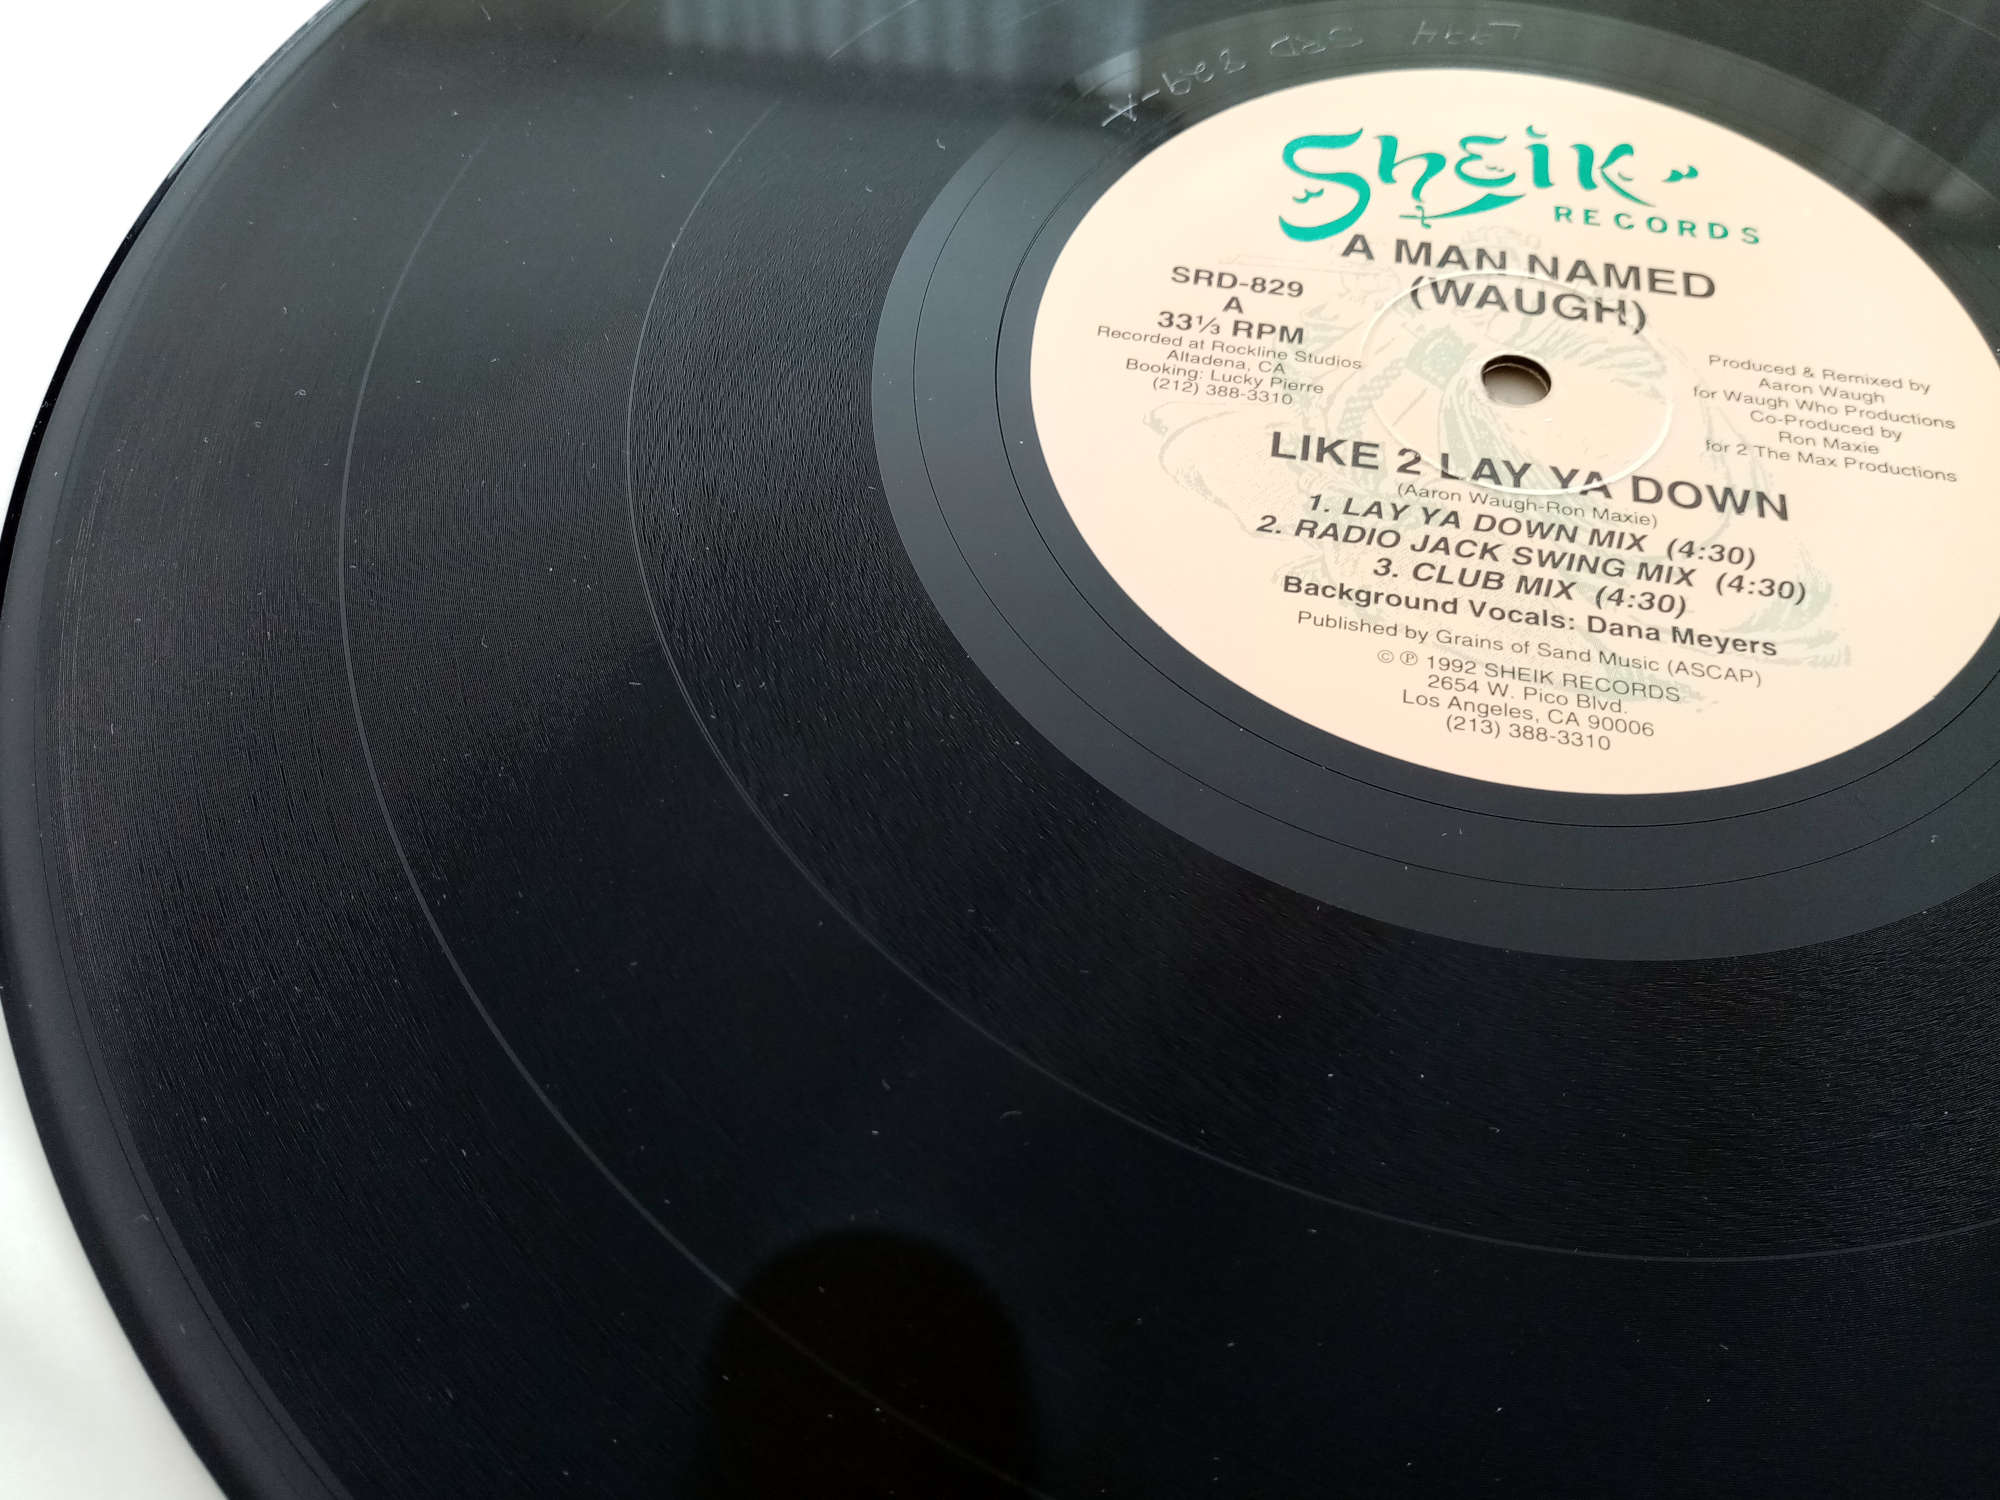 SHEIK
RECORDS
A MAN NAMED
(WAUGH)
SRD-829
A
33⅓ RPM
Recorded at Rockline Studios
Altadena, CA
Booking: Lucky Pierre
(212) 388-3310
Produced & Remixed by
Aaron Waugh
for Waugh Who Productions
Co-Produced by
Ron Maxie
for 2 The Max Productions
LIKE 2 LAY YA DOWN
(Aaron Waugh-Ron Maxie)
1. LAY YA DOWN MIX (4:30)
2. RADIO JACK SWING MIX (4:30)
3. CLUB MIX (4:30)
Background Vocals: Dana Meyers
Published by Grains of Sand Music (ASCAP)
© ℗ 1992 SHEIK RECORDS
2654 W. Pico Blvd.
Los Angeles, CA 90006
(213) 388-3310
SRD 829-A